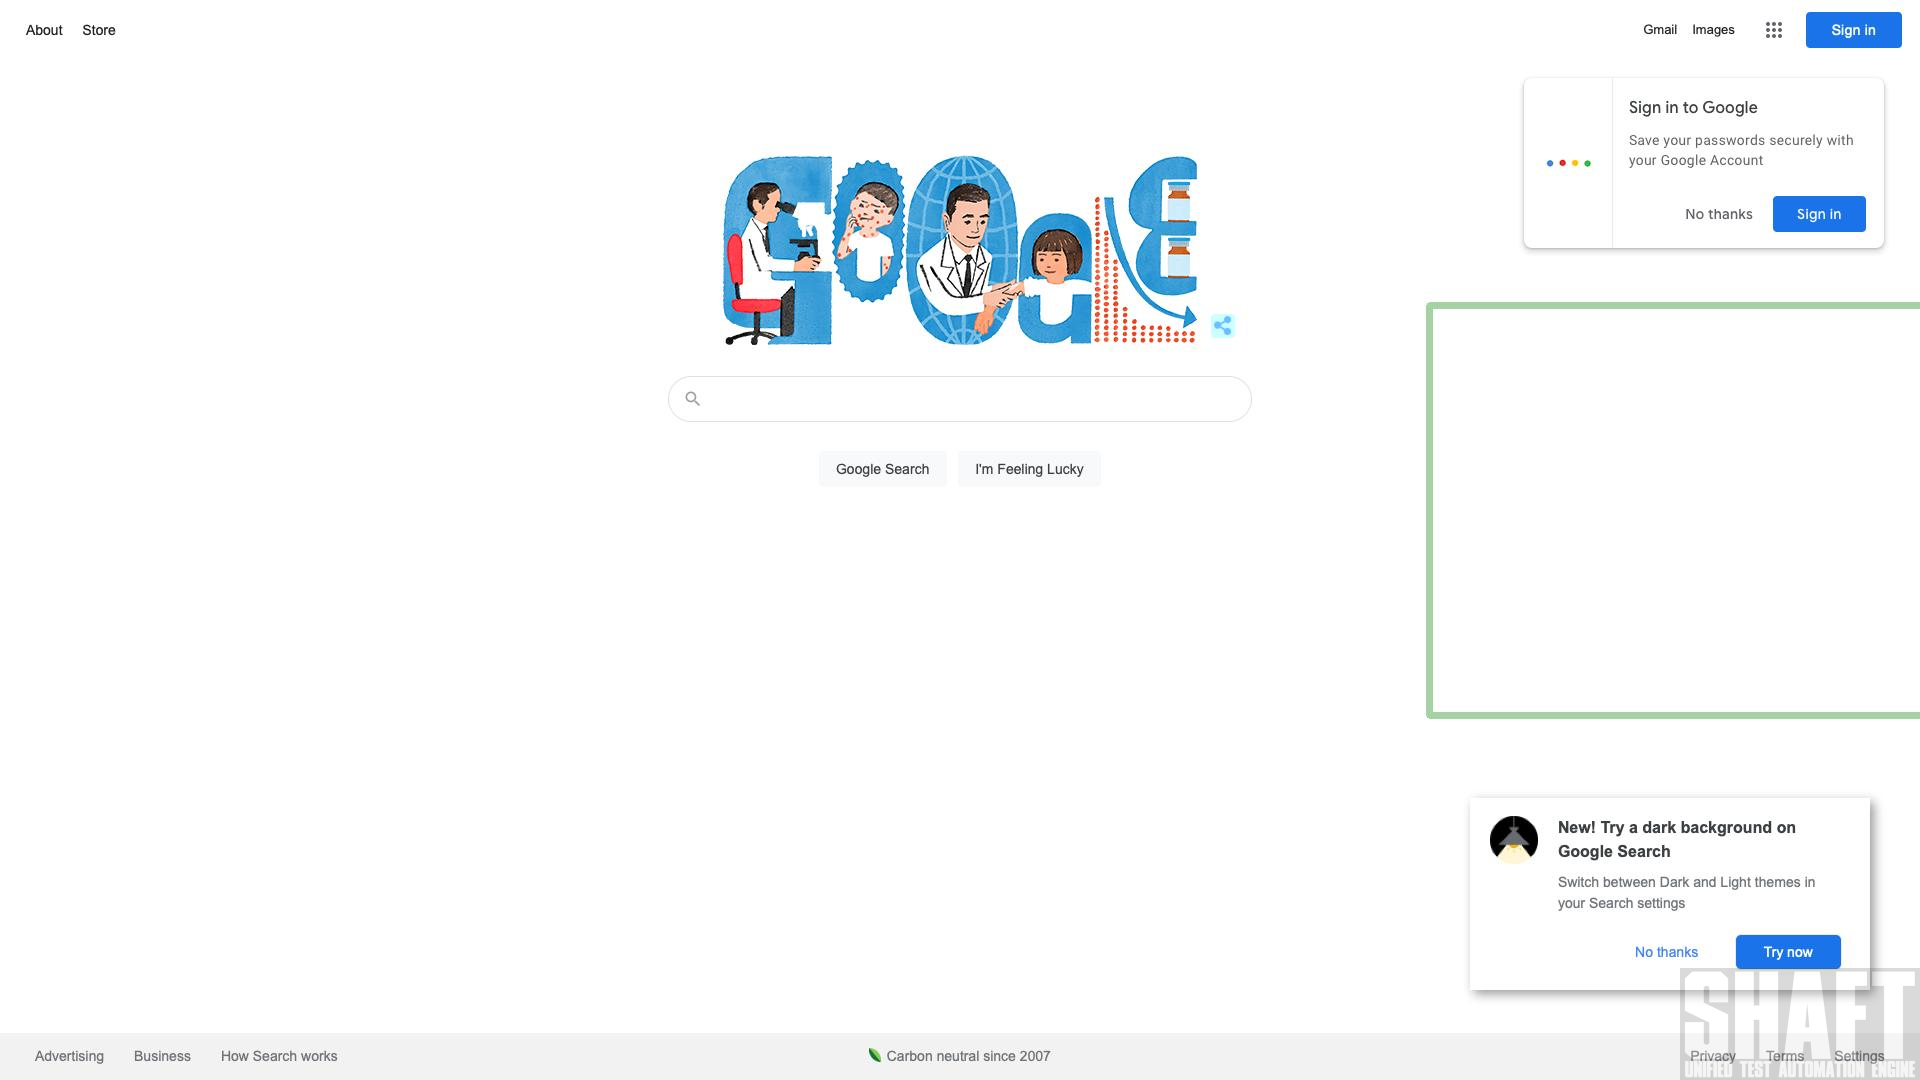 About
Store
Gmail
Images
Sign in
Sign in to Google
Save your passwords securely with
your Google Account
No thanks
Sign in
Google
Google Search
I'm Feeling Lucky
New! Try a dark background on
Google Search
Switch between Dark and Light themes in
your Search settings
No thanks
Try now
Advertising
Business
How Search works
Carbon neutral since 2007
Privacy
Terms
Settings
SHAFT
UNIFIED TEST AUTOMATION ENGINE